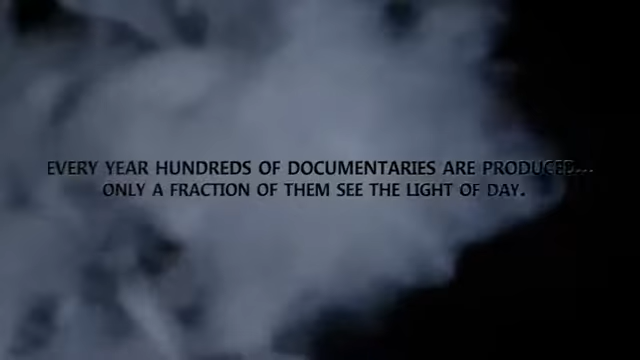 EVERY YEAR HUNDREDS OF DOCUMENTARIES ARE PRODUCED...
ONLY A FRACTION OF THEM SEE THE LIGHT OF DAY.